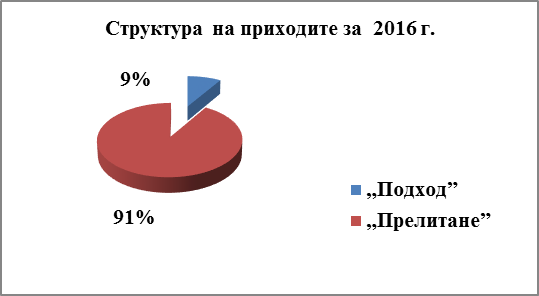 Структура на приходите за 2016 г.
9%
91%
„Подход”
„Прелитане”